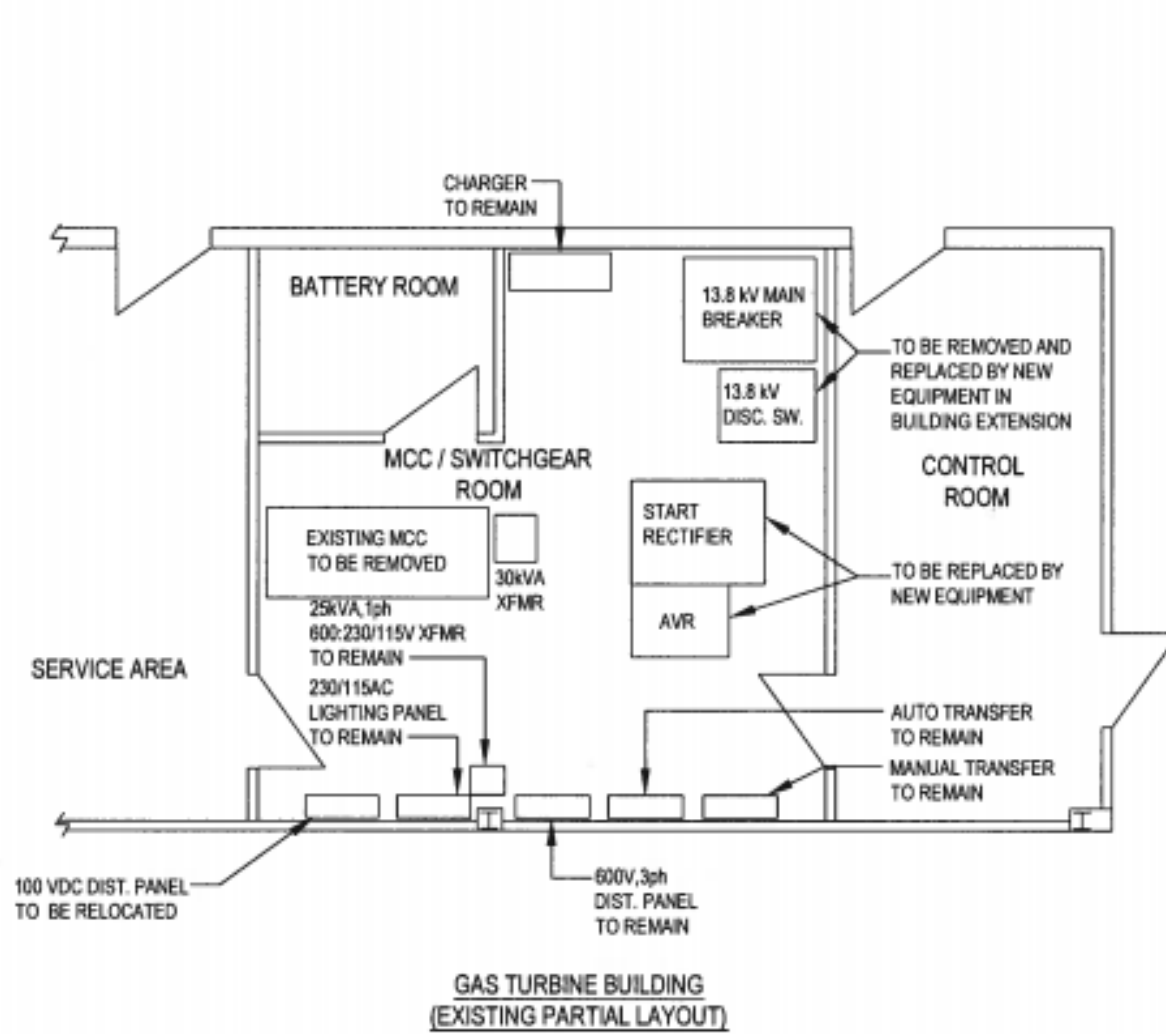 CHARGER
TO REMAIN
BATTERY ROOM
13.8 kV MAIN
BREAKER
TO BE REMOVED AND
REPLACED BY NEW
EQUIPMENT IN
BUILDING EXTENSION
13.8 kV
DISC. SW.
MCC / SWITCHGEAR
ROOM
CONTROL
ROOM
EXISTING MCC
TO BE REMOVED
30kVA
XFMR
START
RECTIFIER
TO BE REPLACED BY
NEW EQUIPMENT
AVR
25kVA,1ph
600:230/115V XFMR
TO REMAIN
SERVICE AREA
230/115AC
LIGHTING PANEL
TO REMAIN
AUTO TRANSFER
TO REMAIN
MANUAL TRANSFER
TO REMAIN
100 VDC DIST. PANEL
TO BE RELOCATED
600V,3ph
DIST. PANEL
TO REMAIN
GAS TURBINE BUILDING
(EXISTING PARTIAL LAYOUT)